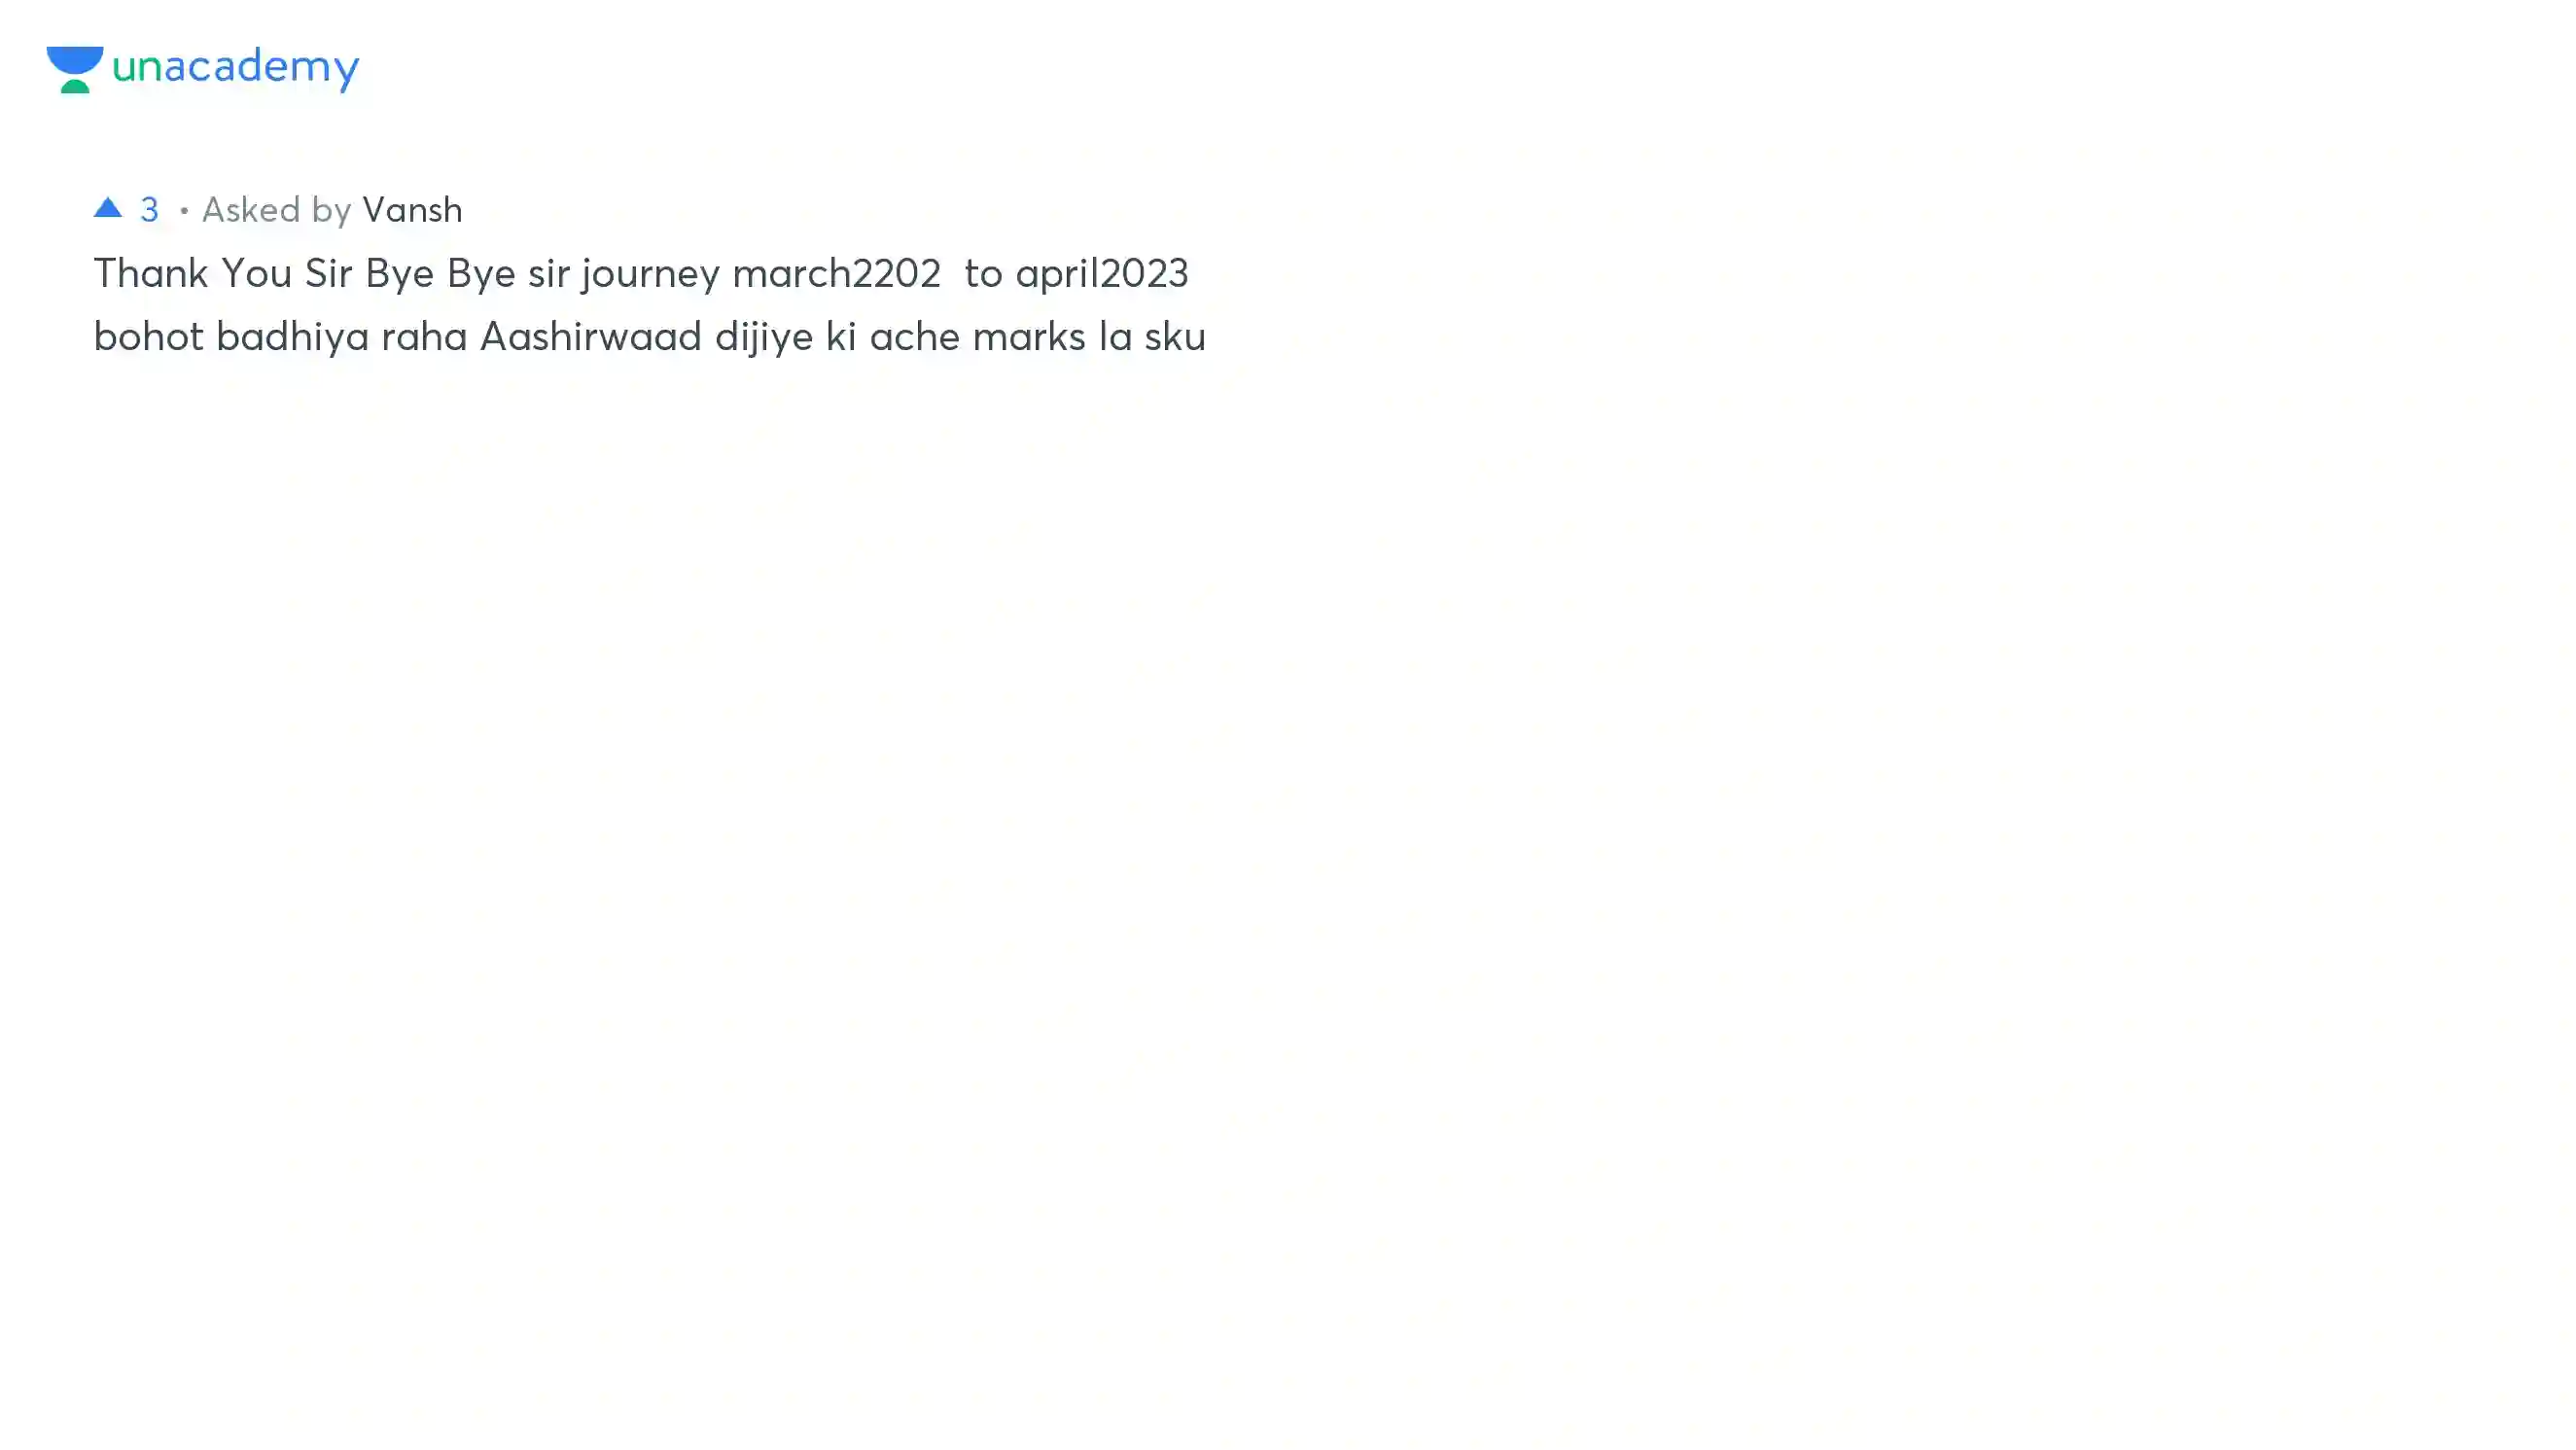 unacademy
▲ 3 • Asked by Vansh
Thank You Sir Bye Bye sir journey march2202  to april2023
bohot badhiya raha Aashirwaad dijiye ki ache marks la sku